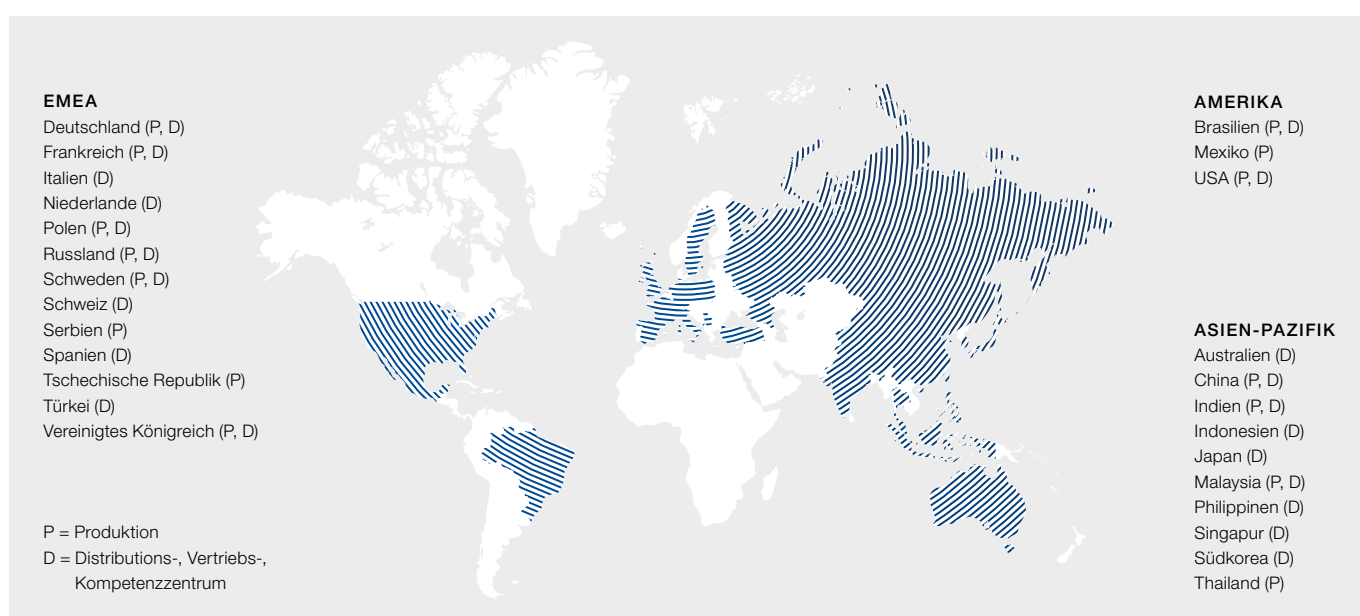 EMEA
Deutschland (P, D)
Frankreich (P, D)
Italien (D)
Niederlande (D)
Polen (P, D)
Russland (P, D)
Schweden (P, D)
Schweiz (D)
Serbien (P)
Spanien (D)
Tschechische Republik (P)
Türkei (D)
Vereinigtes Königreich (P, D)
P = Produktion
D = Distributions-, Vertriebs-,
Kompetenzzentrum
AMERIKA
Brasilien (P, D)
Mexiko (P)
USA (P, D)
ASIEN-PAZIFIK
Australien (D)
China (P, D)
Indien (P, D)
Indonesien (D)
Japan (D)
Malaysia (P, D)
Philippinen (D)
Singapur (D)
Südkorea (D)
Thailand (P)